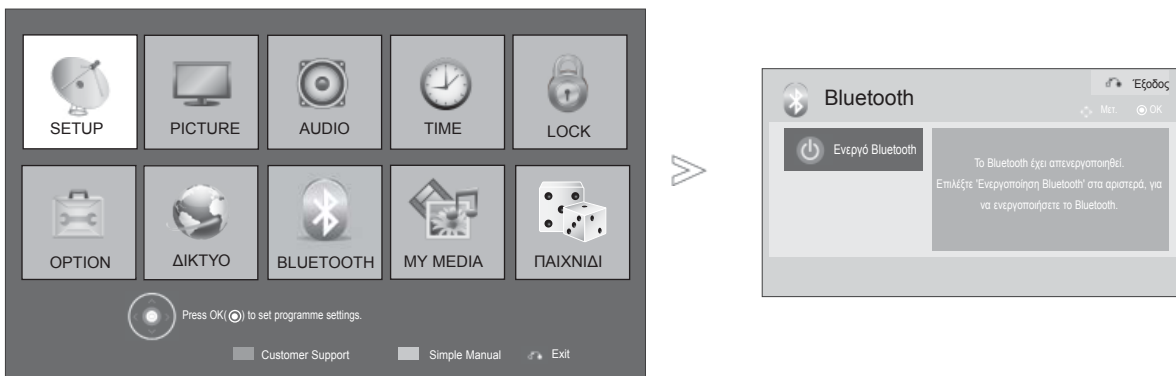 SETUP
PICTURE
AUDIO
TIME
LOCK
OPTION
ΔΙΚΤΥΟ
BLUETOOTH
MY MEDIA
ΠΑΙΧΝΙΔΙ
Press OK(◉) to set programme settings.
Customer Support
Simple Manual
Exit
Bluetooth
Έξοδος
Μετ.
OK
Ενεργό Bluetooth
Το Bluetooth έχει απενεργοποιηθεί.
Επιλέξτε 'Ενεργοποίηση Bluetooth' στα αριστερά, για
να ενεργοποιήσετε το Bluetooth.